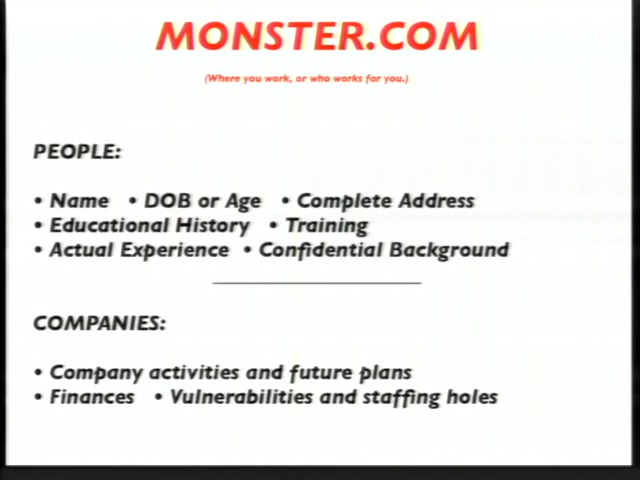 MONSTER.COM
(Where you work, or who works for you.)
PEOPLE:
• Name • DOB or Age • Complete Address
• Educational History • Training
• Actual Experience • Confidential Background
COMPANIES:
• Company activities and future plans
• Finances • Vulnerabilities and staffing holes